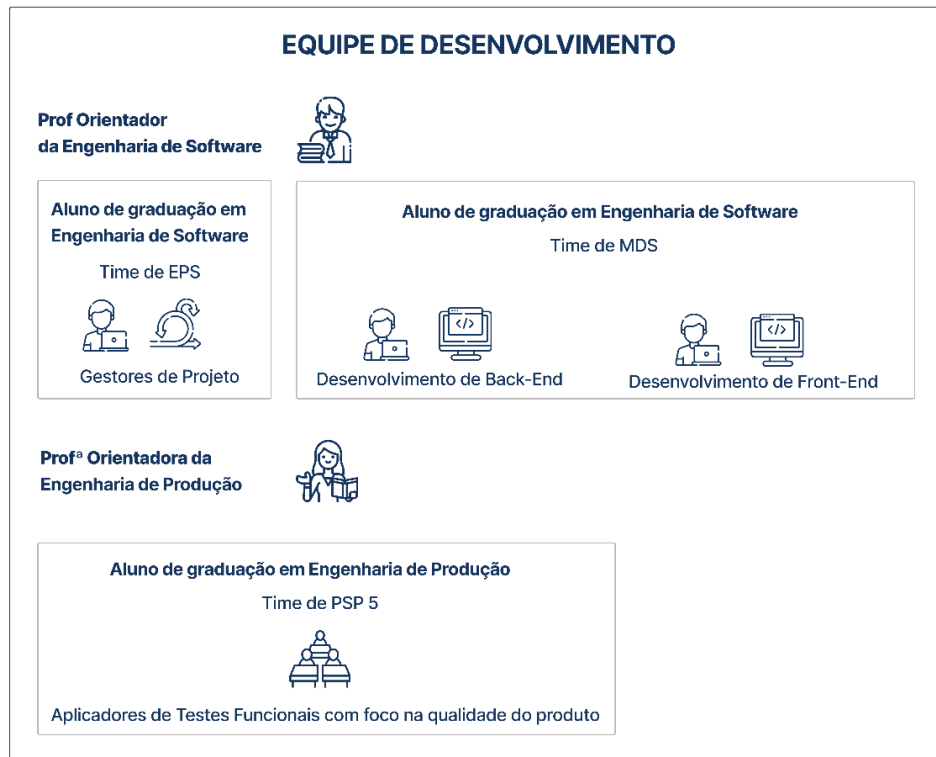 EQUIPE DE DESENVOLVIMENTO
Prof Orientador
da Engenharia de Software
Aluno de graduação em
Engenharia de Software
Time de EPS
Gestores de Projeto
Aluno de graduação em Engenharia de Software
Time de MDS
</>
Desenvolvimento de Back-End
</>
Desenvolvimento de Front-End
Profª Orientadora da
Engenharia de Produção
Aluno de graduação em Engenharia de Produção
Time de PSP 5
Aplicadores de Testes Funcionais com foco na qualidade do produto